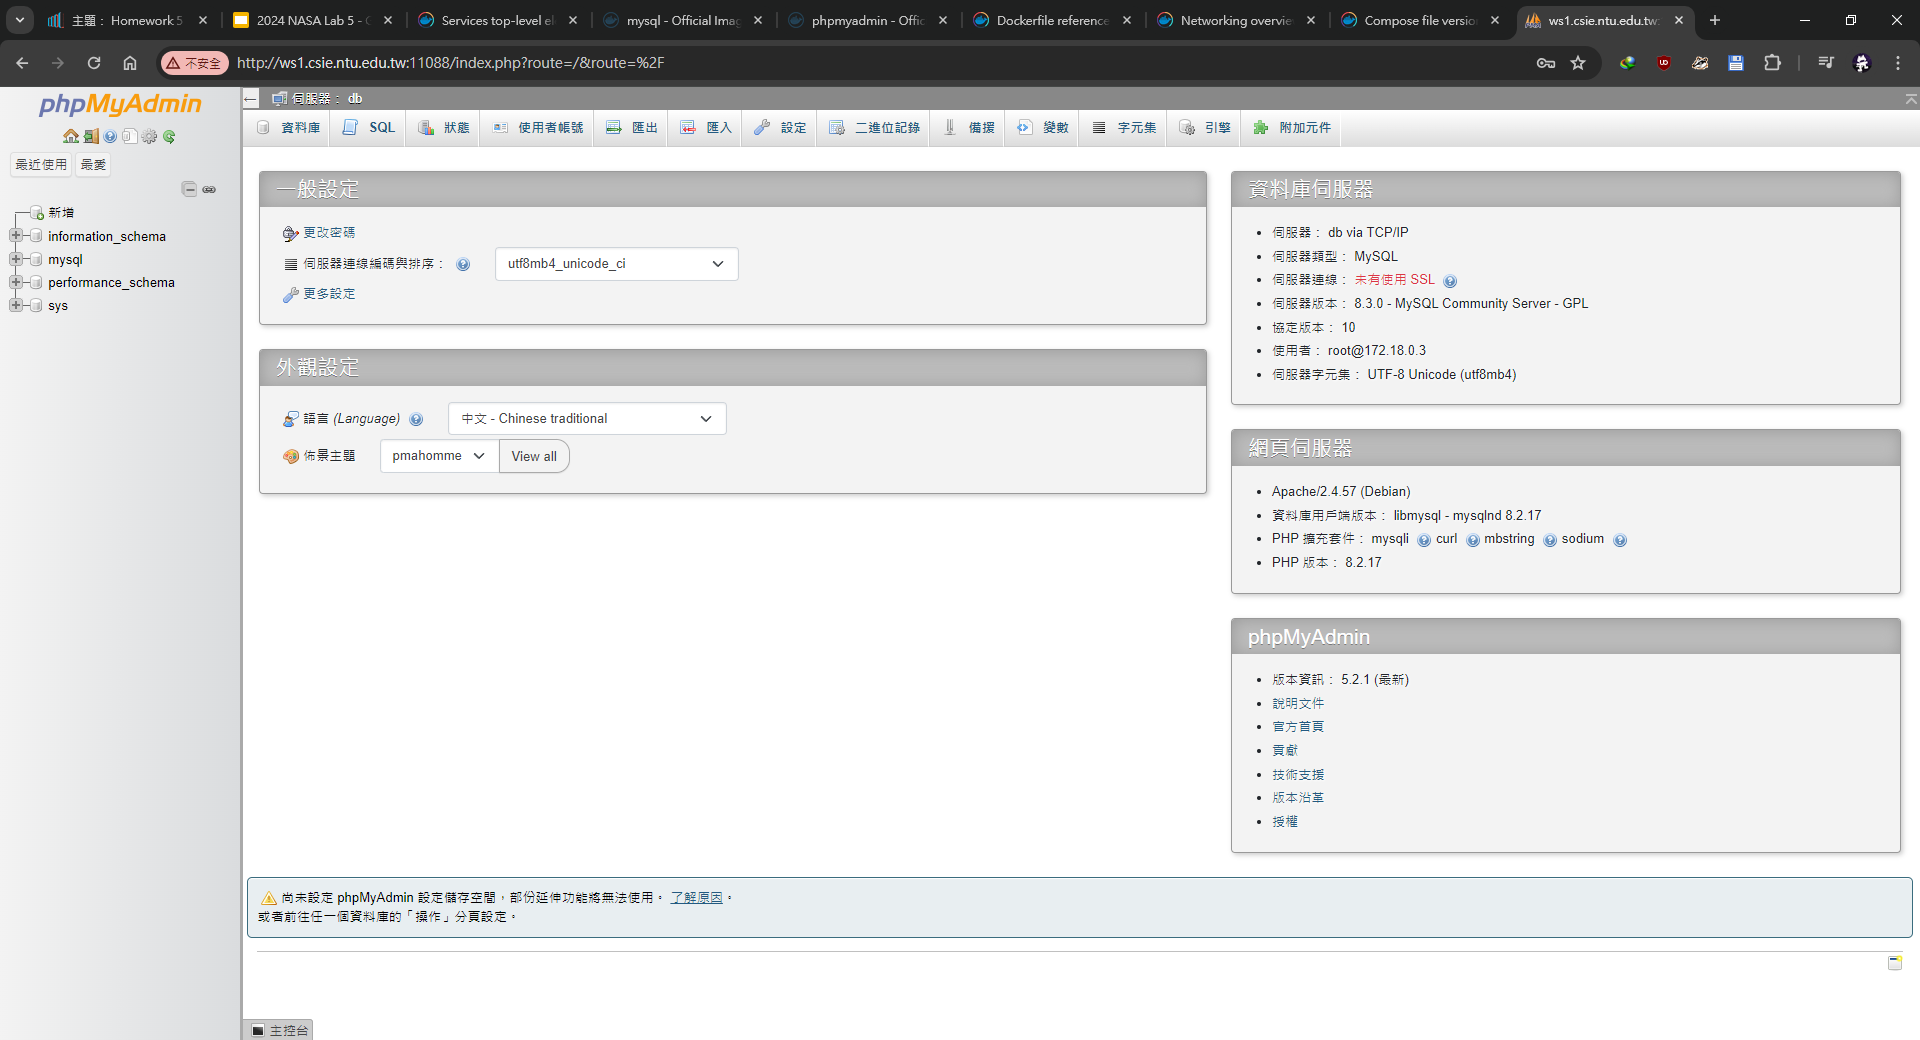 主題： Homework 5
2024 NASA Lab 5 - G
Services top-level el
mysql - Official Imag
phpmyadmin - Offic
Dockerfile reference
Networking overvie
Compose file versio
ws1.csie.ntu.edu.tw:
不安全
http://ws1.csie.ntu.edu.tw:11088/index.php?route=/&route=%2F
phpMyAdmin
最近使用
最愛
新增
information_schema
mysql
performance_schema
sys
伺服器： db
資料庫
SQL
狀態
使用者帳號
匯出
匯入
設定
二進位記錄
備援
變數
字元集
引擎
附加元件
一般設定
更改密碼
伺服器連線編碼與排序：
utf8mb4_unicode_ci
更多設定
外觀設定
語言 (Language)
中文 - Chinese traditional
佈景主題
pmahomme
View all
資料庫伺服器
伺服器： db via TCP/IP
伺服器類型： MySQL
伺服器連線： 未有使用 SSL
伺服器版本： 8.3.0 - MySQL Community Server - GPL
協定版本： 10
使用者： root@172.18.0.3
伺服器字元集： UTF-8 Unicode (utf8mb4)
網頁伺服器
Apache/2.4.57 (Debian)
資料庫用戶端版本： libmysql - mysqlnd 8.2.17
PHP 擴充套件： mysqli curl mbstring sodium
PHP 版本： 8.2.17
phpMyAdmin
版本資訊： 5.2.1 (最新)
說明文件
官方首頁
貢獻
技術支援
版本沿革
授權
尚未設定 phpMyAdmin 設定儲存空間，部份延伸功能將無法使用。 了解原因。
或者前往任一個資料庫的「操作」分頁設定。
主控台